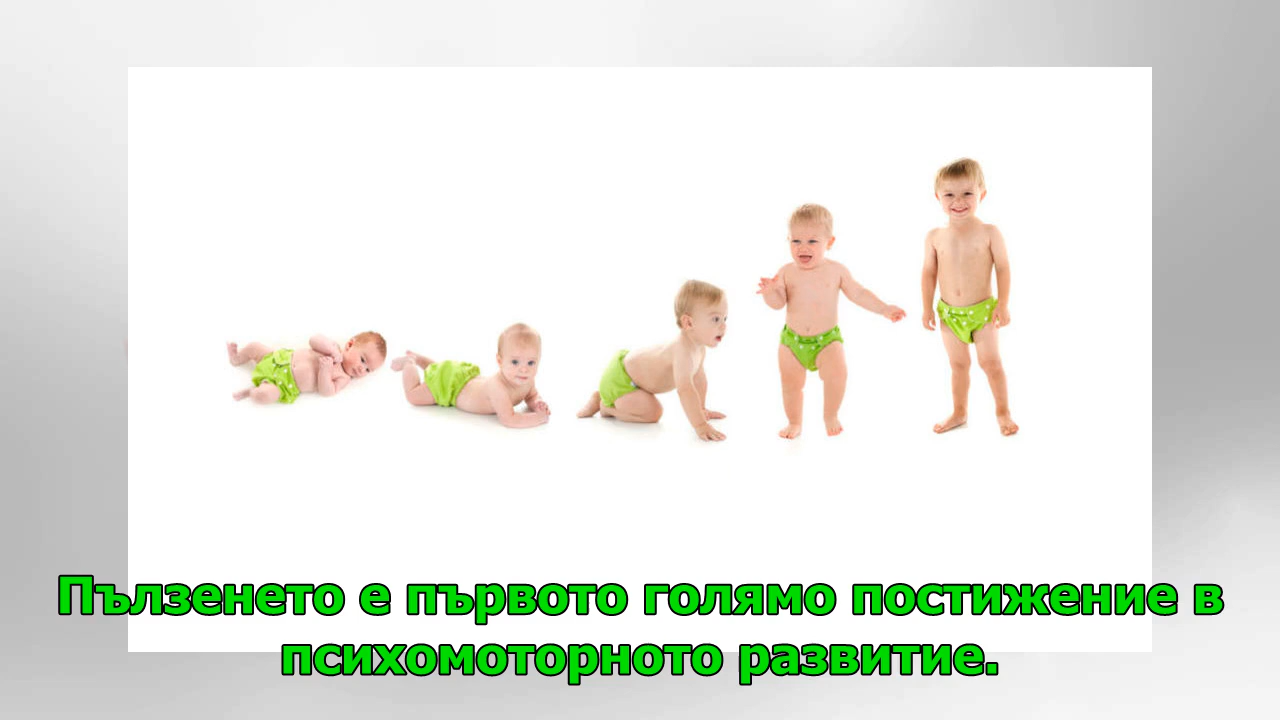 Пълзенето е първото голямо постижение в
психомоторното развитие.